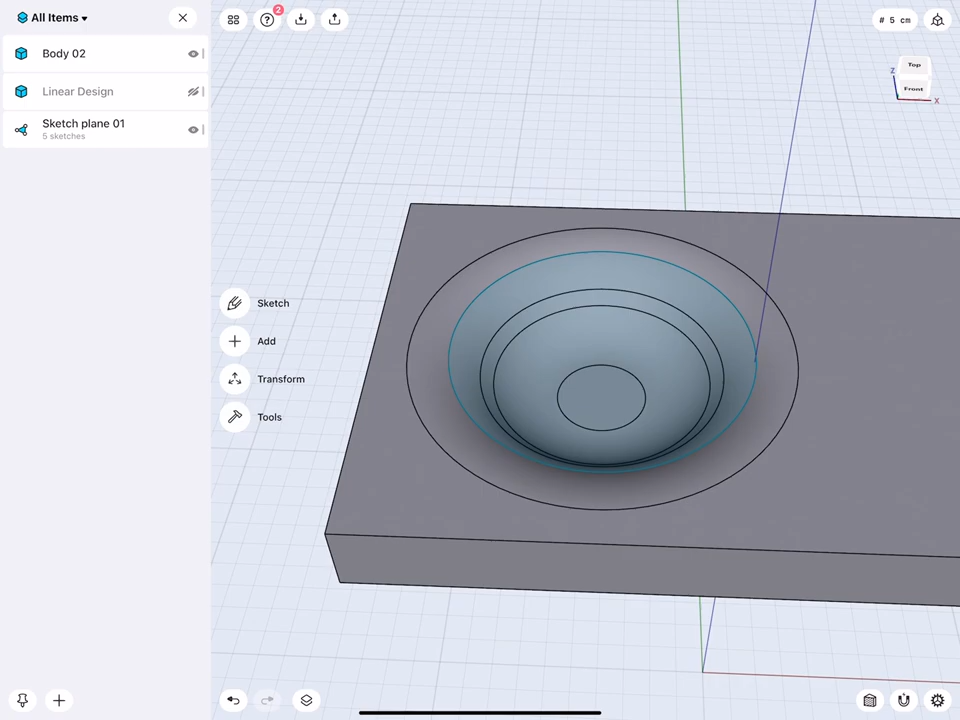 All Items
2
# 5 cm
Body 02
Linear Design
Sketch plane 01
5 sketches
Top
Front
Z
X
Sketch
Add
Transform
Tools